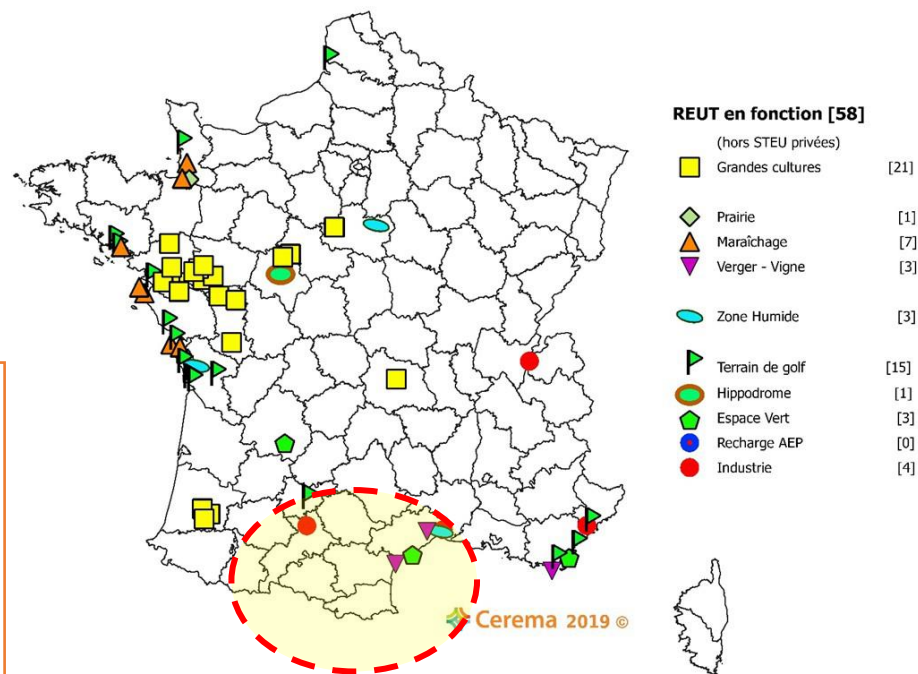 REUT en fonction [58]
(hors STEU privées)
Grandes cultures [21]
Prairie [1]
Maraîchage [7]
Verger - Vigne [3]
Zone Humide [3]
Terrain de golf [15]
Hippodrome [1]
Espace Vert [3]
Recharge AEP [0]
Industrie [4]
Cerema 2019 ©